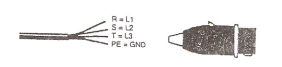 R = L1
S = L2
T = L3
PE = GND